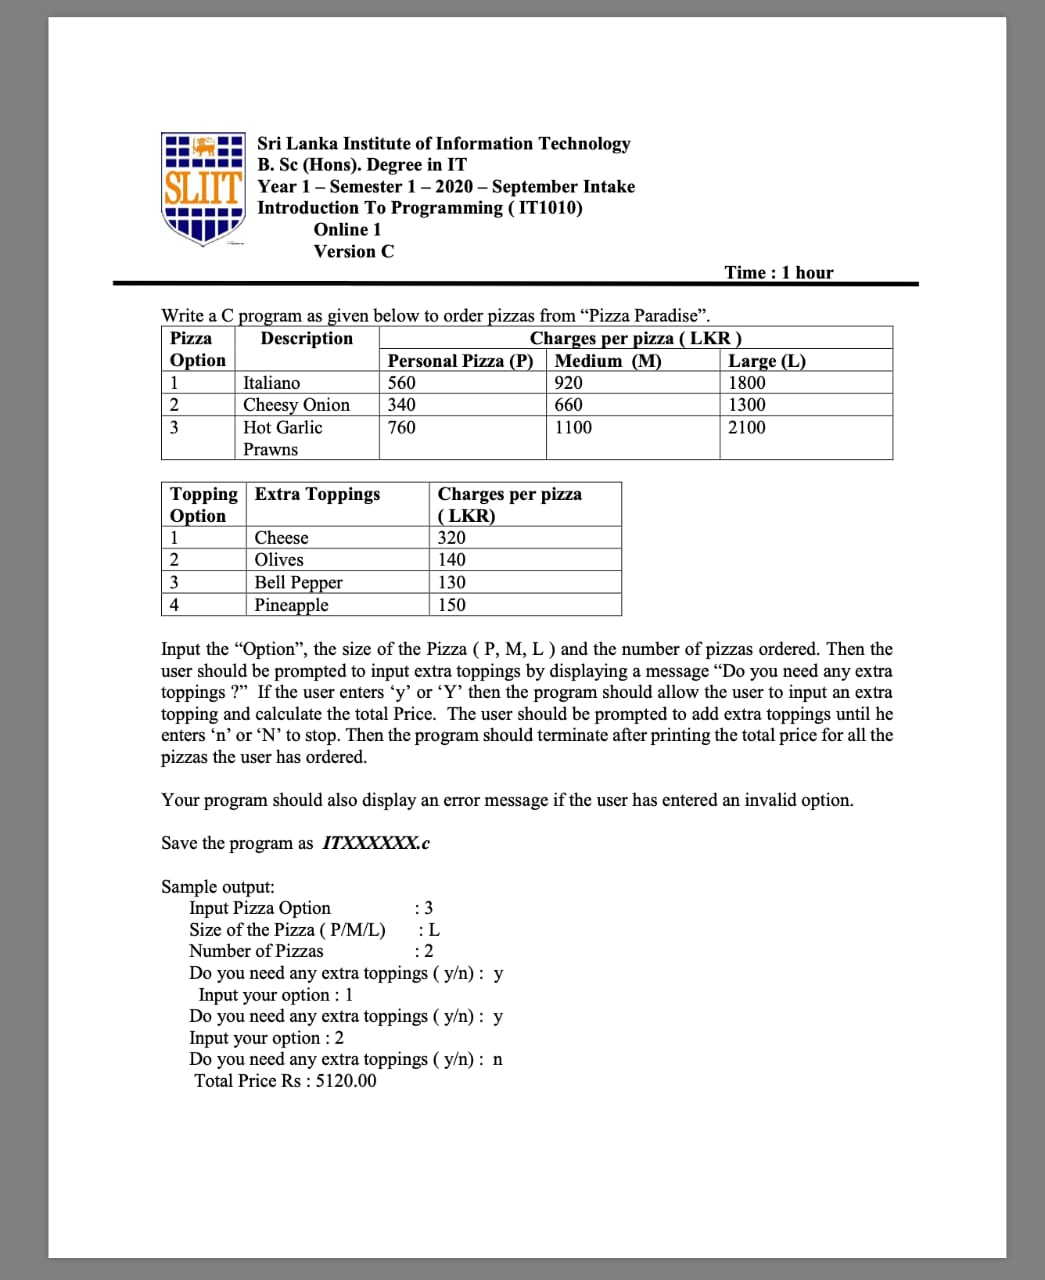 SLIIT
Sri Lanka Institute of Information Technology
B. Sc (Hons). Degree in IT
Year 1 – Semester 1 – 2020 – September Intake
Introduction To Programming ( IT1010)
Online 1
Version C
Time : 1 hour
Write a C program as given below to order pizzas from “Pizza Paradise”.
Pizza Description Charges per pizza ( LKR )
Option Personal Pizza (P) Medium (M) Large (L)
1 Italiano 560 920 1800
2 Cheesy Onion 340 660 1300
3 Hot Garlic 760 1100 2100
Prawns
Topping Extra Toppings Charges per pizza
Option ( LKR)
1 Cheese 320
2 Olives 140
3 Bell Pepper 130
4 Pineapple 150
Input the “Option”, the size of the Pizza ( P, M, L ) and the number of pizzas ordered. Then the
user should be prompted to input extra toppings by displaying a message “Do you need any extra
toppings ?” If the user enters ‘y’ or ‘Y’ then the program should allow the user to input an extra
topping and calculate the total Price. The user should be prompted to add extra toppings until he
enters ‘n’ or ‘N’ to stop. Then the program should terminate after printing the total price for all the
pizzas the user has ordered.
Your program should also display an error message if the user has entered an invalid option.
Save the program as ITXXXXXX.c
Sample output:
Input Pizza Option : 3
Size of the Pizza ( P/M/L) : L
Number of Pizzas : 2
Do you need any extra toppings ( y/n) : y
Input your option : 1
Do you need any extra toppings ( y/n) : y
Input your option : 2
Do you need any extra toppings ( y/n) : n
Total Price Rs : 5120.00